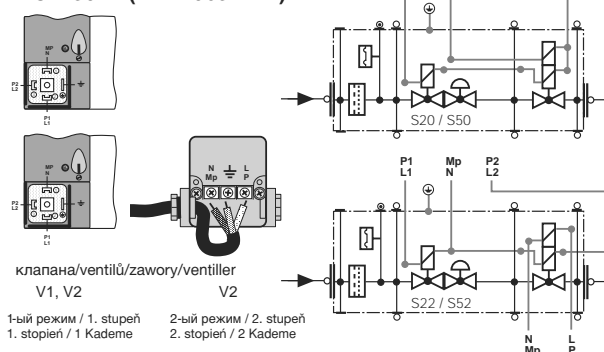 MP
N
P2
L2
P1
L1
S20 / S50
MP
N
P2
L2
P1
L1
N
Mp
L
P
P1
L1
Mp
N
P2
L2
S22 / S52
N
Mp
L
P
клапана/ventilů/zawory/ventiller
V1, V2
V2
1-ый режим / 1. stupeň
1. stopień / 1 Kademe
2-ый режим / 2. stupeň
2. stopień / 2 Kademe